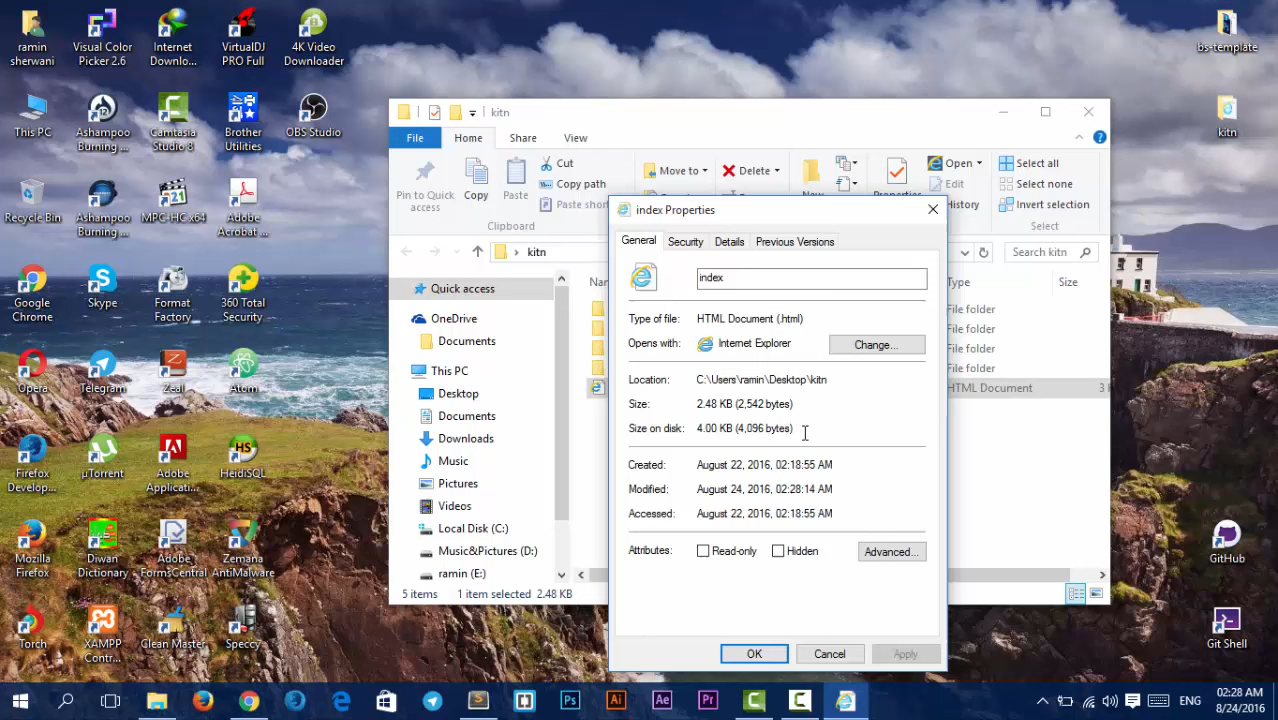 ramin
sherwani
Visual Color
Picker 2.6
Internet
Downlo...
VirtualDJ
PRO Full
4K Video
Downloader
This PC
Ashampoo
Burning ...
Camtasia
Studio 8
Brother
Utilities
OBS Studio
Recycle Bin
Ashampoo
Burning ...
MPC-HC x64
Adobe
Acrobat ...
Google
Chrome
Skype
Format
Factory
360 Total
Security
Opera
Telegram
Zeal
Atom
Firefox
Develop...
µTorrent
Adobe
Applicati...
HeidiSQL
Mozilla
Firefox
Diwan
Dictionary
Adobe
FormsCentral
Zemana
AntiMalware
Torch
XAMPP
Contr...
Clean Master
Speccy
bs-template
kitn
GitHub
Git Shell
kitn
File
Home
Share
View
Pin to Quick
access
Copy
Paste
Cut
Copy path
Paste short
Clipboard
Move to
Delete
New
Properties
Open
Edit
History
Select all
Select none
Invert selection
Select
kitn
Search kitn
Quick access
OneDrive
Documents
This PC
Desktop
Documents
Downloads
Music
Pictures
Videos
Local Disk (C:)
Music&Pictures (D:)
ramin (E:)
Type
Size
File folder
File folder
File folder
File folder
HTML Document
5 items
1 item selected 2.48 KB
index Properties
General
Security
Details
Previous Versions
index
Type of file: HTML Document (.html)
Opens with: Internet Explorer
Change...
Location: C:\Users\ramin\Desktop\kitn
Size: 2.48 KB (2,542 bytes)
Size on disk: 4.00 KB (4,096 bytes)
Created: August 22, 2016, 02:18:55 AM
Modified: August 24, 2016, 02:28:14 AM
Accessed: August 22, 2016, 02:18:55 AM
Attributes: Read-only Hidden
Advanced...
OK
Cancel
Apply
Ps
Ai
Ae
Pr
ENG
02:28 AM
8/24/2016